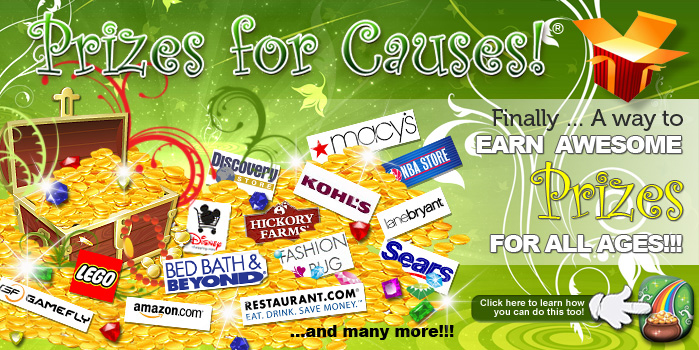 Prizes for Causes!®
Finally ... A way to
EARN AWESOME
Prizes
FOR ALL AGES!!!
macy's
Discovery
STORE
NBA STORE
KOHL'S
lane bryant
HICKORY
FARMS
Disney
FASHION
BUG
Sears
LEGO
BED BATH &
BEYOND
GAMEFLY
amazon.com
RESTAURANT.COM
EAT. DRINK. SAVE MONEY.™
...and many more!!!
Click here to learn how
you can do this too!